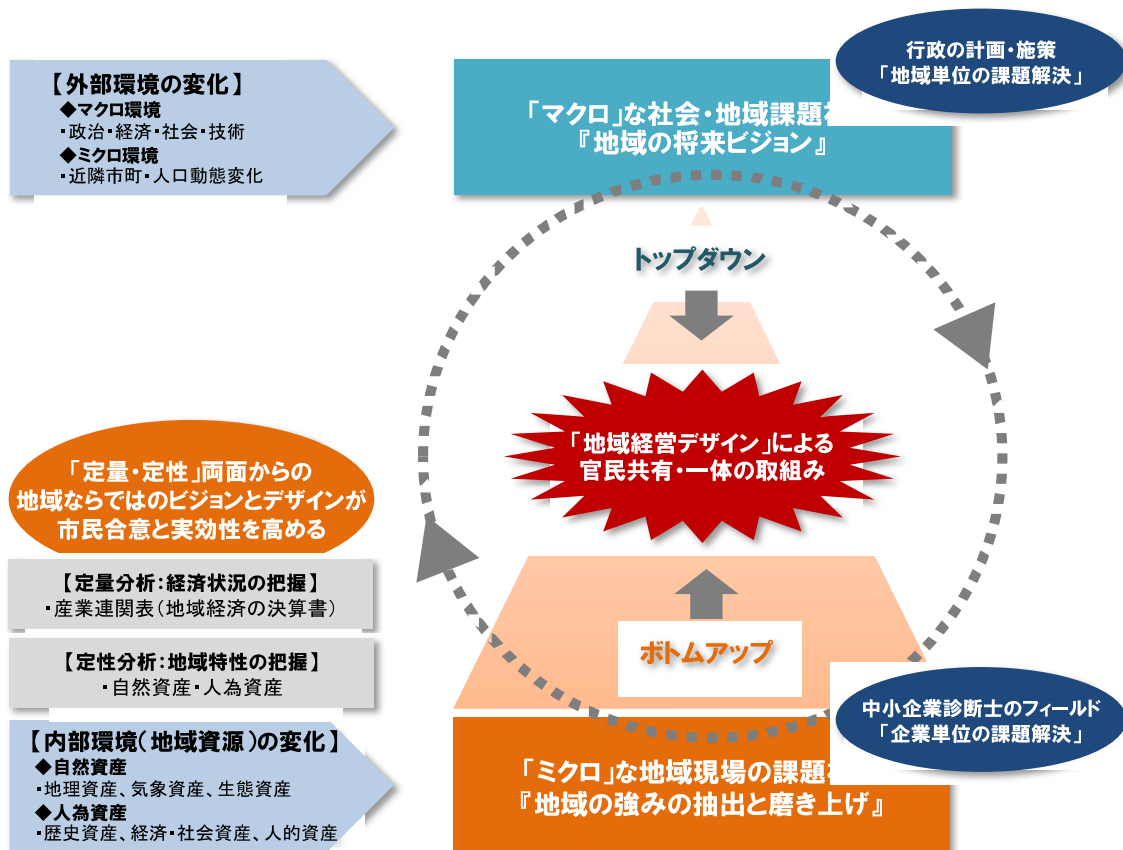 【外部環境の変化】
◆マクロ環境
・政治・経済・社会・技術
◆ミクロ環境
・近隣市町・人口動態変化
「マクロ」な社会・地域課題
『地域の将来ビジョン』
行政の計画・施策
「地域単位の課題解決」
トップダウン
「地域経営デザイン」による
官民共有・一体の取組み
「定量・定性」両面からの
地域ならではのビジョンとデザインが
市民合意と実効性を高める
【定量分析:経済状況の把握】
・産業連関表(地域経済の決算書)
【定性分析:地域特性の把握】
・自然資産・人為資産
【内部環境(地域資源)の変化】
◆自然資産
・地理資産、気象資産、生態資産
◆人為資産
・歴史資産、経済・社会資産、人的資産
ボトムアップ
中小企業診断士のフィールド
「企業単位の課題解決」
「ミクロ」な地域現場の課題
『地域の強みの抽出と磨き上げ』